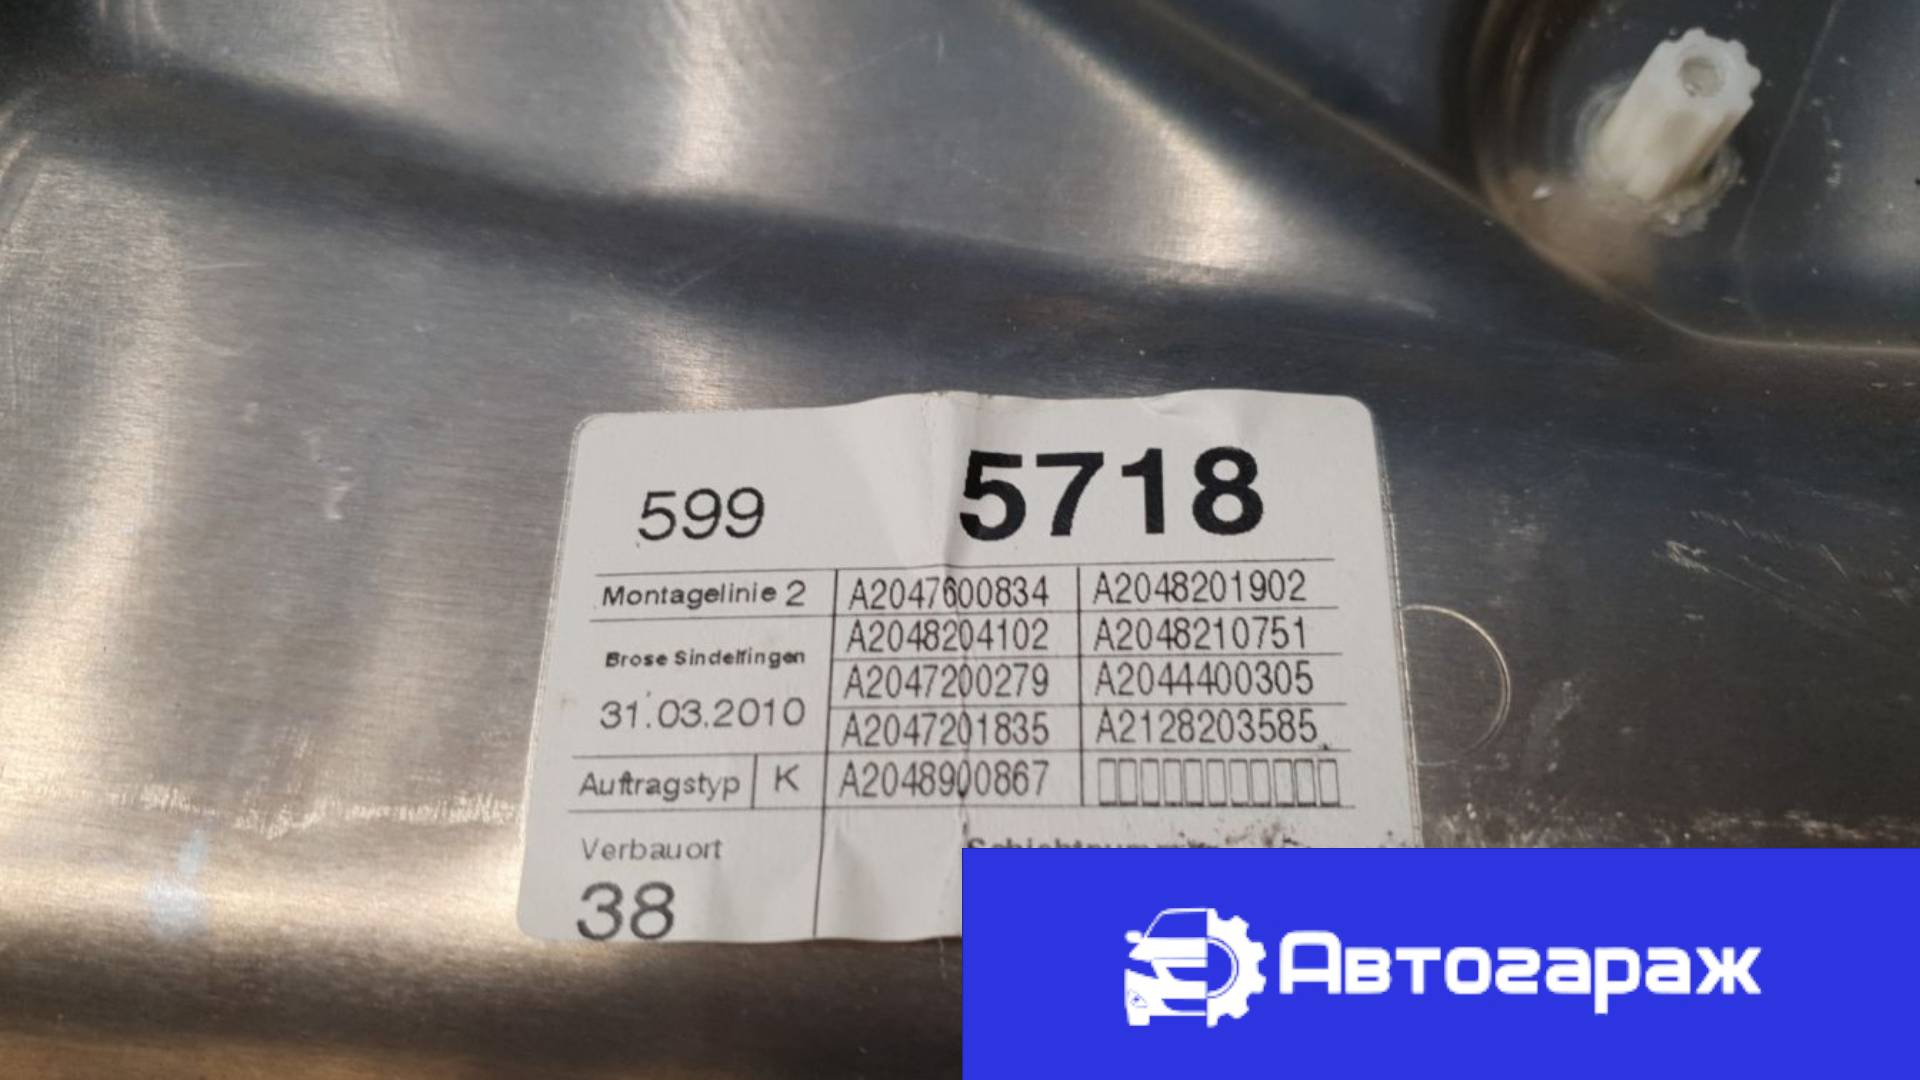 599 5718
Montagelinie 2 A2047600834 A2048201902
A2048204102 A2048210751
Brose Sindelfingen
A2047200279 A2044400305
31.03.2010
A2047201835 A2128203585
Auftragstyp K A2048900867
Verbauort
38
Автогараж